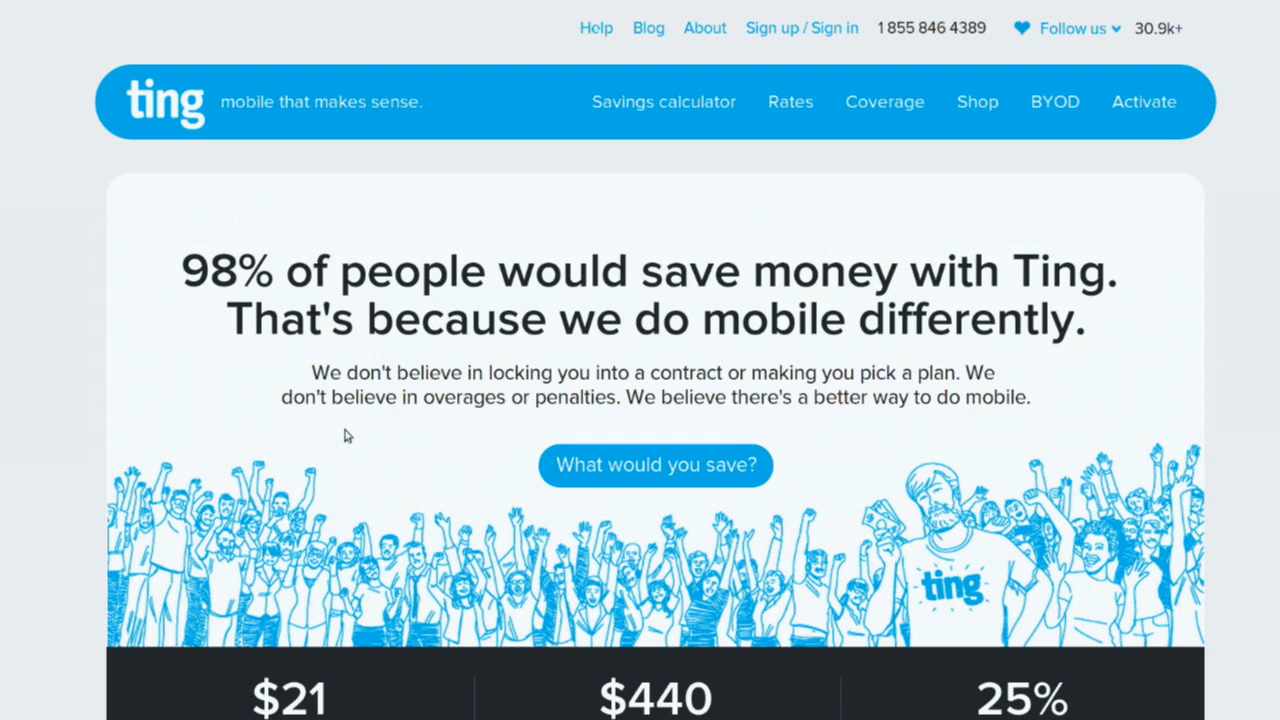 Help Blog About Sign up / Sign in 1 855 846 4389 Follow us 30.9k+
ting mobile that makes sense. Savings calculator Rates Coverage Shop BYOD Activate
98% of people would save money with Ting.
That's because we do mobile differently.
We don't believe in locking you into a contract or making you pick a plan. We
don't believe in overages or penalties. We believe there's a better way to do mobile.
What would you save?
ting
$21 $440 25%